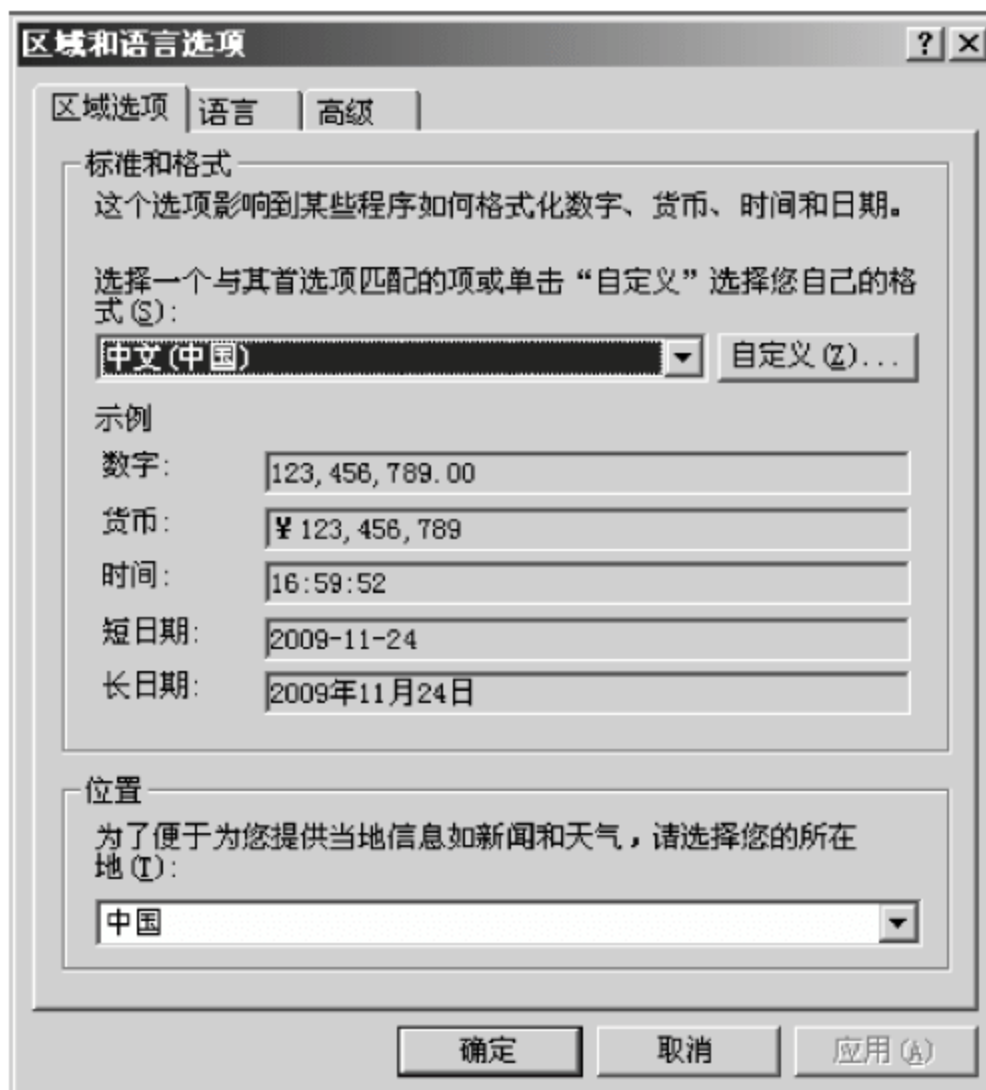 区域和语言选项
区域选项 语言 高级
标准和格式
这个选项影响到某些程序如何格式化数字、货币、时间和日期。
选择一个与其首选项匹配的项或单击“自定义”选择您自己的格
式(S):
中文(中国) 自定义(Z)...
示例
数字: 123,456,789.00
货币: ¥123,456,789
时间: 16:59:52
短日期: 2009-11-24
长日期: 2009年11月24日
位置
为了便于为您提供当地信息如新闻和天气，请选择您的所在
地(T):
中国
确定 取消 应用(A)